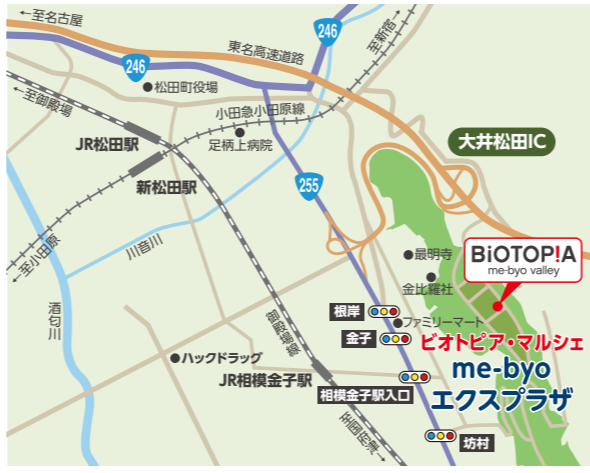 ←至名古屋
246
至新宿→
東名高速道路
246
松田町役場
←至御殿場
小田急小田原線
JR松田駅
足柄上病院
大井松田IC
新松田駅
255
川音川
←至小田原
最明寺
BiOTOP!A
me-byo valley
金比羅社
酒匂川
根岸
ファミリーマート
御殿場線
金子
ビオトピア・マルシェ
ハックドラッグ
me-byo
エクスプラザ
JR相模金子駅
相模金子駅入口
至国府津→
坊村